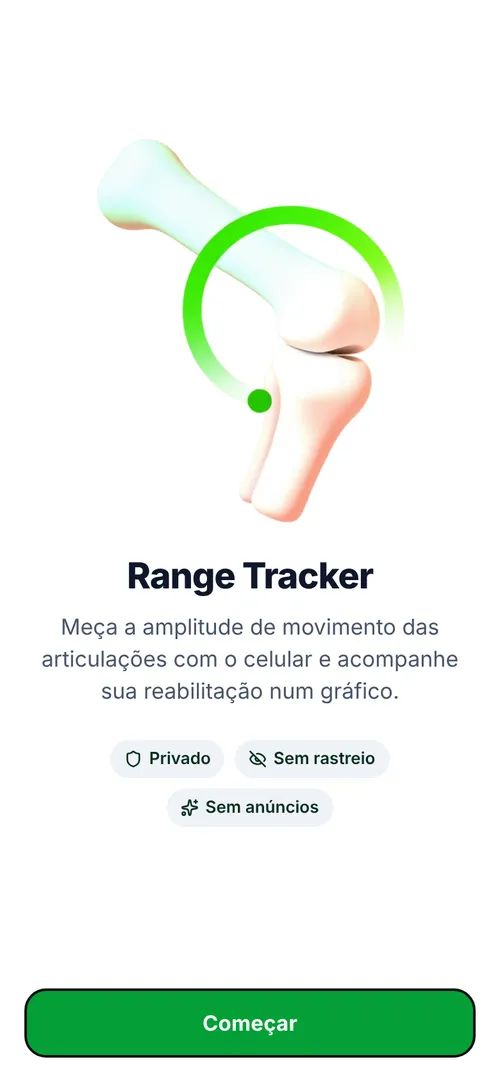 Range Tracker
Meça a amplitude de movimento das
articulações com o celular e acompanhe
sua reabilitação num gráfico.
Privado
Sem rastreio
Sem anúncios
Começar